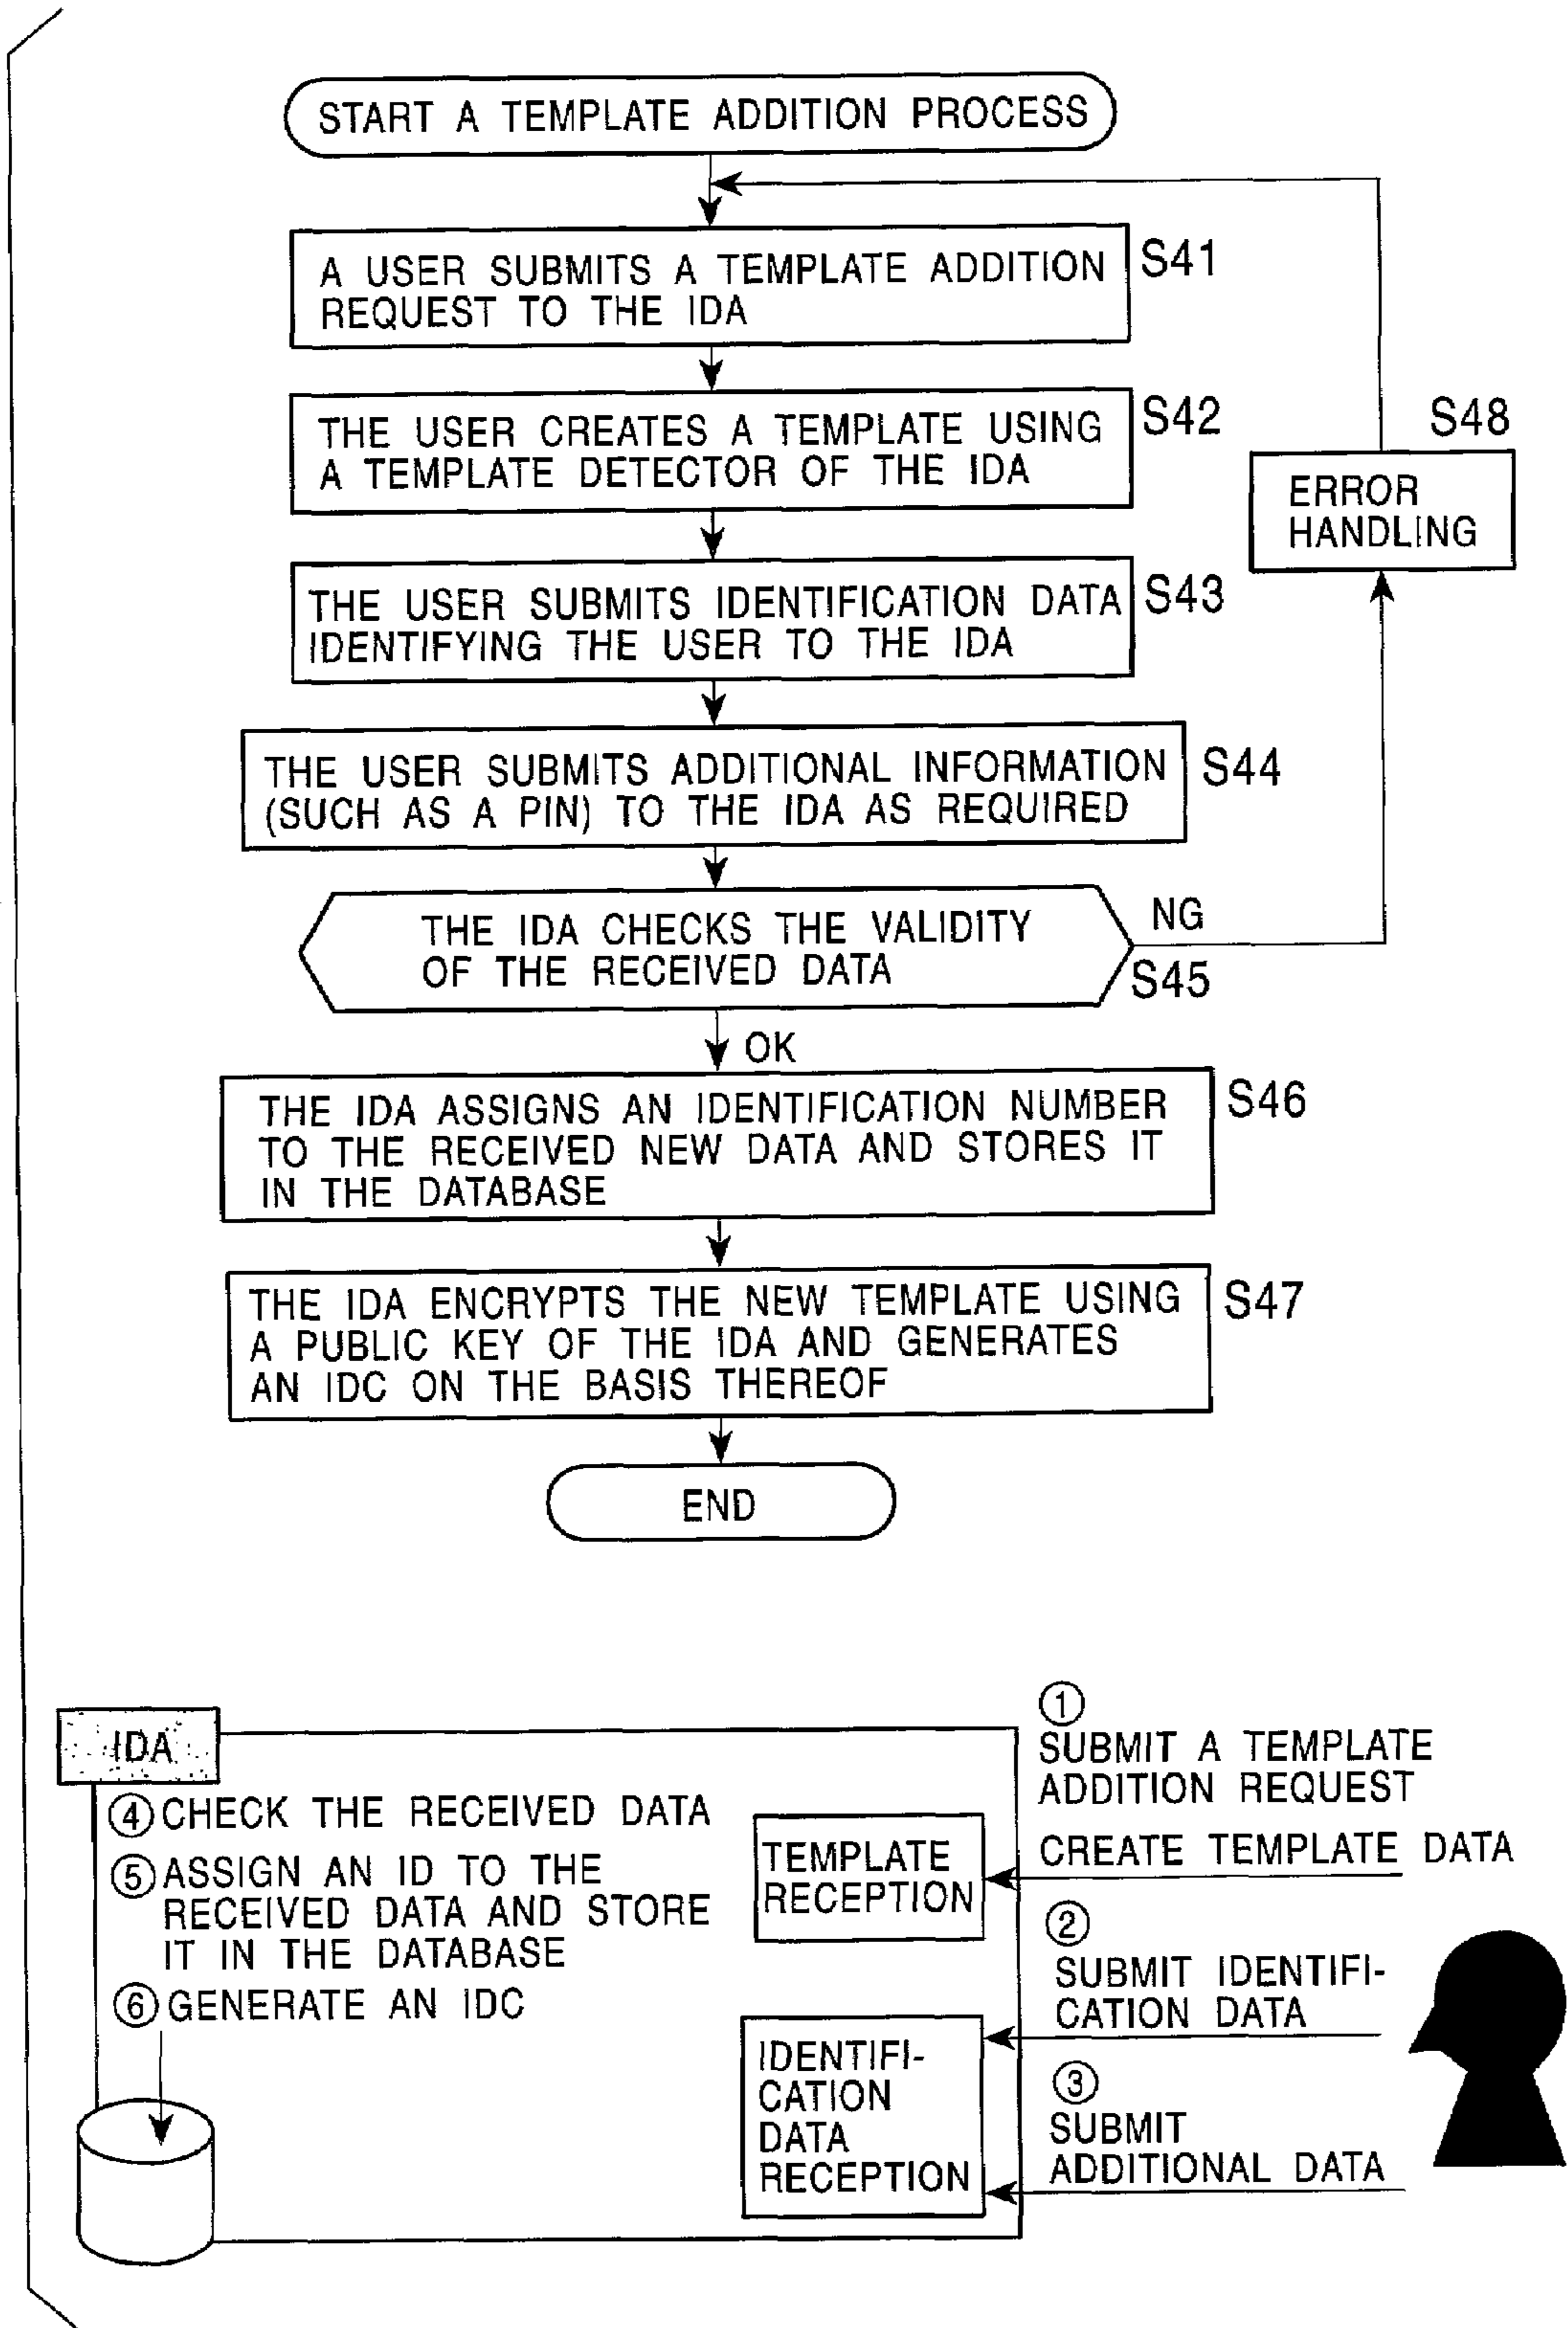 START A TEMPLATE ADDITION PROCESS
A USER SUBMITS A TEMPLATE ADDITION
REQUEST TO THE IDA
S41
THE USER CREATES A TEMPLATE USING
A TEMPLATE DETECTOR OF THE IDA
S42
S48
ERROR
HANDLING
THE USER SUBMITS IDENTIFICATION DATA
IDENTIFYING THE USER TO THE IDA
S43
THE USER SUBMITS ADDITIONAL INFORMATION
(SUCH AS A PIN) TO THE IDA AS REQUIRED
S44
THE IDA CHECKS THE VALIDITY
OF THE RECEIVED DATA
NG
S45
OK
THE IDA ASSIGNS AN IDENTIFICATION NUMBER
TO THE RECEIVED NEW DATA AND STORES IT
IN THE DATABASE
S46
THE IDA ENCRYPTS THE NEW TEMPLATE USING
A PUBLIC KEY OF THE IDA AND GENERATES
AN IDC ON THE BASIS THEREOF
S47
END
IDA
④ CHECK THE RECEIVED DATA
⑤ ASSIGN AN ID TO THE
RECEIVED DATA AND STORE
IT IN THE DATABASE
⑥ GENERATE AN IDC
TEMPLATE
RECEPTION
IDENTIFI-
CATION
DATA
RECEPTION
①
SUBMIT A TEMPLATE
ADDITION REQUEST
CREATE TEMPLATE DATA
②
SUBMIT IDENTIFI-
CATION DATA
③
SUBMIT
ADDITIONAL DATA